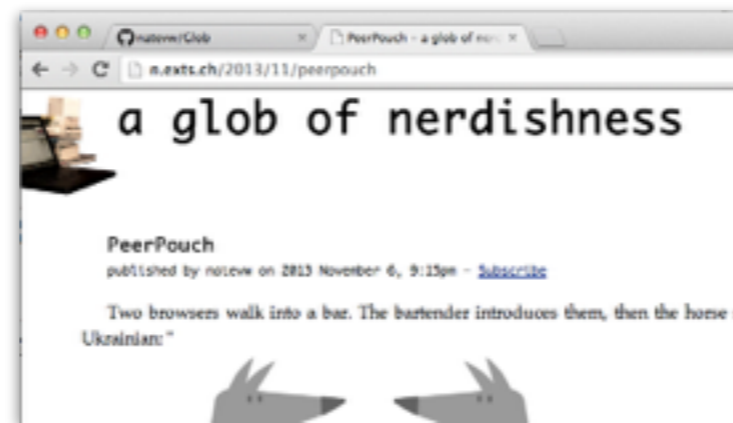 natevw/Glob
PeerPouch – a glob of nerd
n.exts.ch/2013/11/peerpouch
a glob of nerdishness
PeerPouch
published by natevw on 2013 November 6, 9:15pm – Subscribe
Two browsers walk into a bar. The bartender introduces them, then the horse
Ukrainian: "